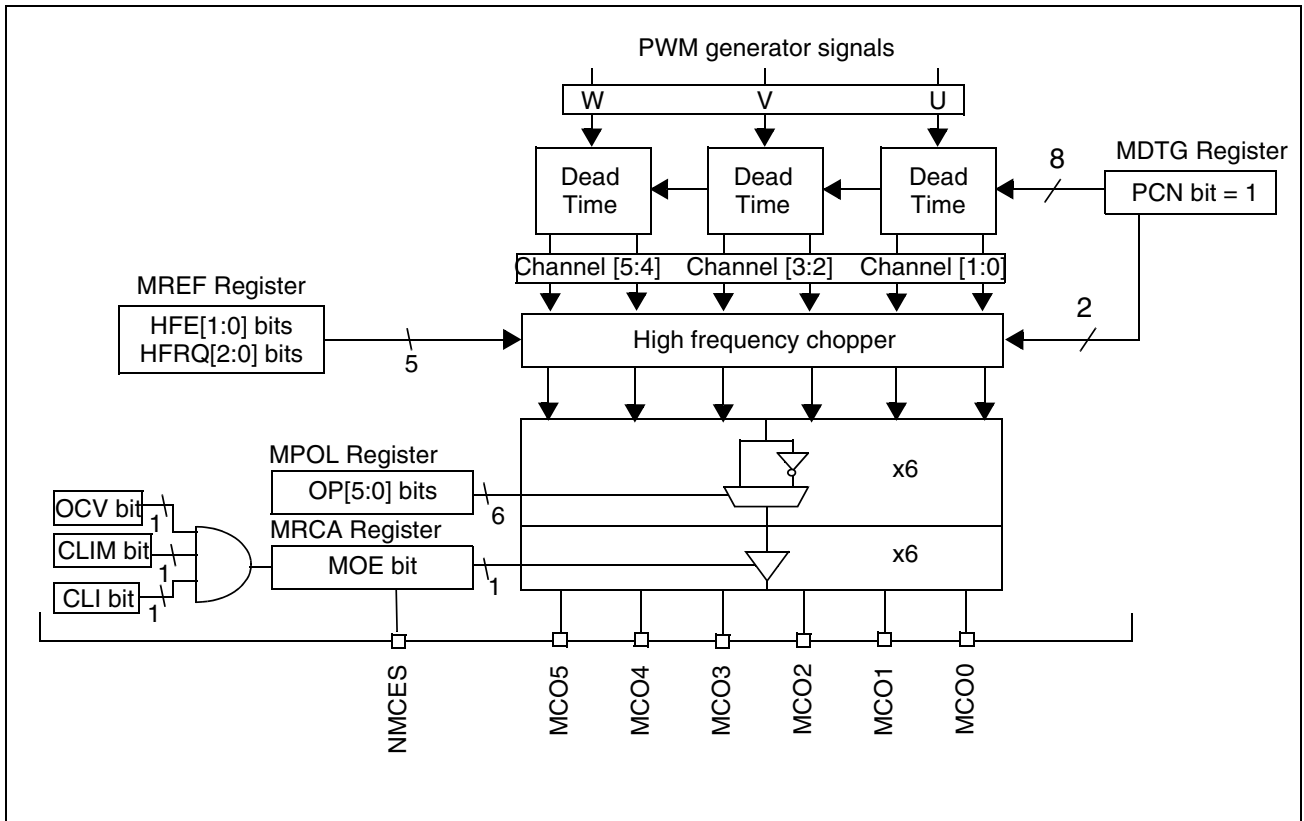 PWM generator signals
W V U
Dead Time
Dead Time
Dead Time
8
MDTG Register
PCN bit = 1
Channel [5:4] Channel [3:2] Channel [1:0]
MREF Register
HFE[1:0] bits
HFRQ[2:0] bits
5
High frequency chopper
2
MPOL Register
OP[5:0] bits
6
x6
OCV bit
1
CLIM bit
1
CLI bit
1
MRCA Register
MOE bit
1
x6
NMCES
MCO5
MCO4
MCO3
MCO2
MCO1
MCO0